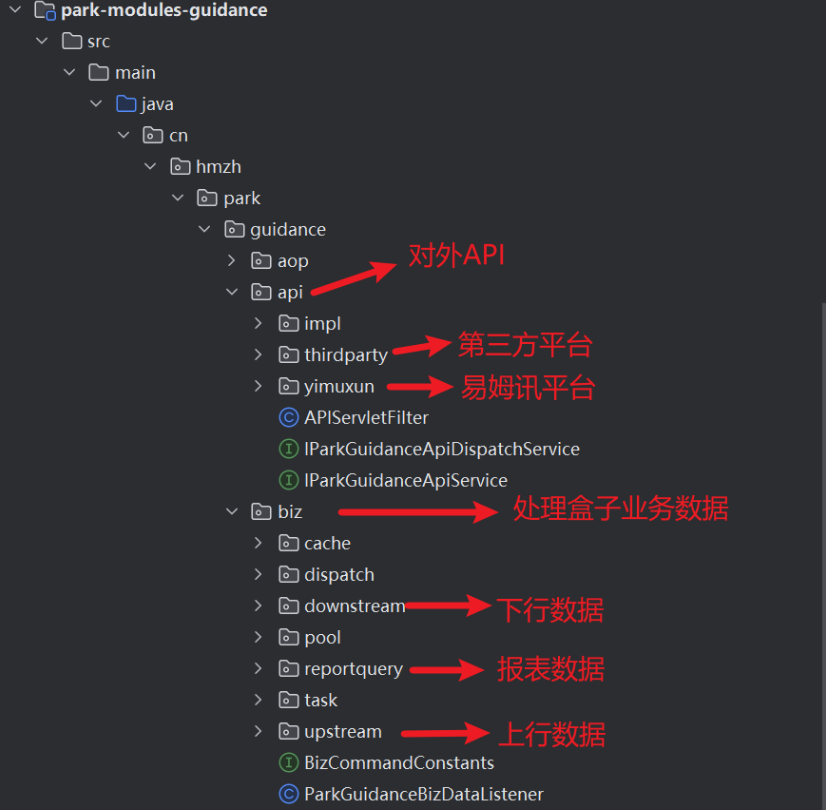 park-modules-guidance
src
main
java
cn
hmzh
park
guidance
aop
对外API
api
impl
thirdparty
第三方平台
yimuxun
易姆讯平台
APIServletFilter
IParkGuidanceApiDispatchService
IParkGuidanceApiService
biz
处理盒子业务数据
cache
dispatch
downstream
下行数据
pool
reportquery
报表数据
task
upstream
上行数据
BizCommandConstants
ParkGuidanceBizDataListener